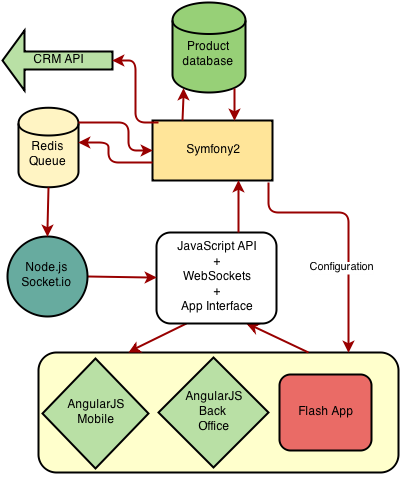 Product
database
CRM API
Redis
Queue
Symfony2
JavaScript API
+
WebSockets
+
App Interface
Node.js
Socket.io
Configuration
AngularJS
Mobile
AngularJS
Back
Office
Flash App